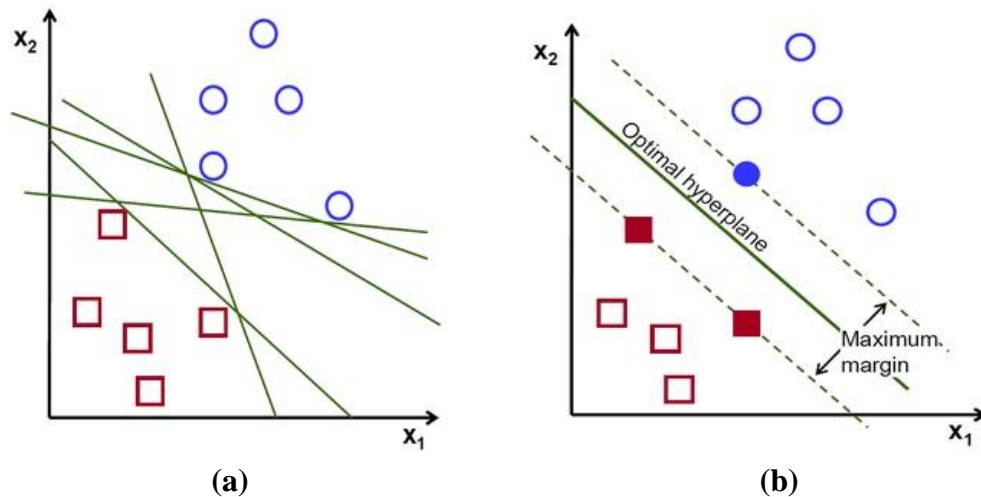 X2
X1
(a)
X2
Optimal hyperplane
Maximum
margin
X1
(b)